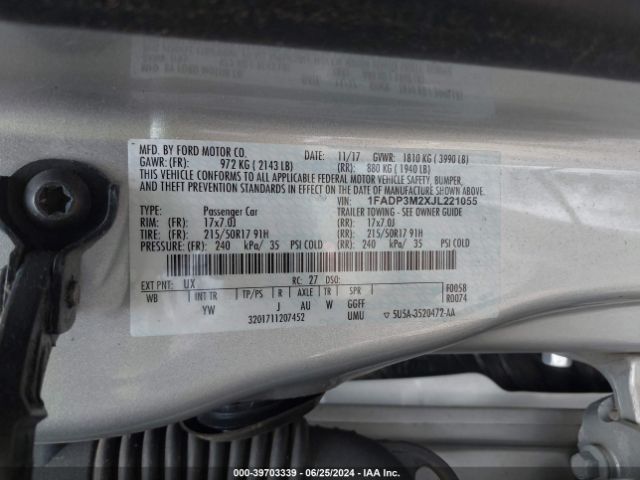 MFD. BY FORD MOTOR CO.
DATE: 11/17 GVWR: 1810 KG ( 3990 LB)
GAWR: (FR): 972 KG ( 2143 LB) (RR): 880 KG ( 1940 LB)
THIS VEHICLE CONFORMS TO ALL APPLICABLE FEDERAL MOTOR VEHICLE SAFETY, BUMPER,
AND THEFT PREVENTION STANDARDS IN EFFECT ON THE DATE OF MANUFACTURE SHOWN ABOVE.
VIN: 1FADP3M2XJL221055
TYPE: Passenger Car TRAILER TOWING - SEE OWNER GUIDE
RIM: (FR): 17x7.0J (RR): 17x7.0J
TIRE: (FR): 215/50R17 91H (RR): 215/50R17 91H
PRESSURE: (FR): 240 kPa/ 35 PSI COLD (RR): 240 kPa/ 35 PSI COLD
EXT PNT: UX RC: 27 DSO: F0058
WB INT TR TP/PS R AXLE TR SPR R0074
YW J AU W GGFF
3201711207452 UMU ▽ 5U5A-3520472-AA
000-39703339 / 06/25/2024 / IAA Inc.